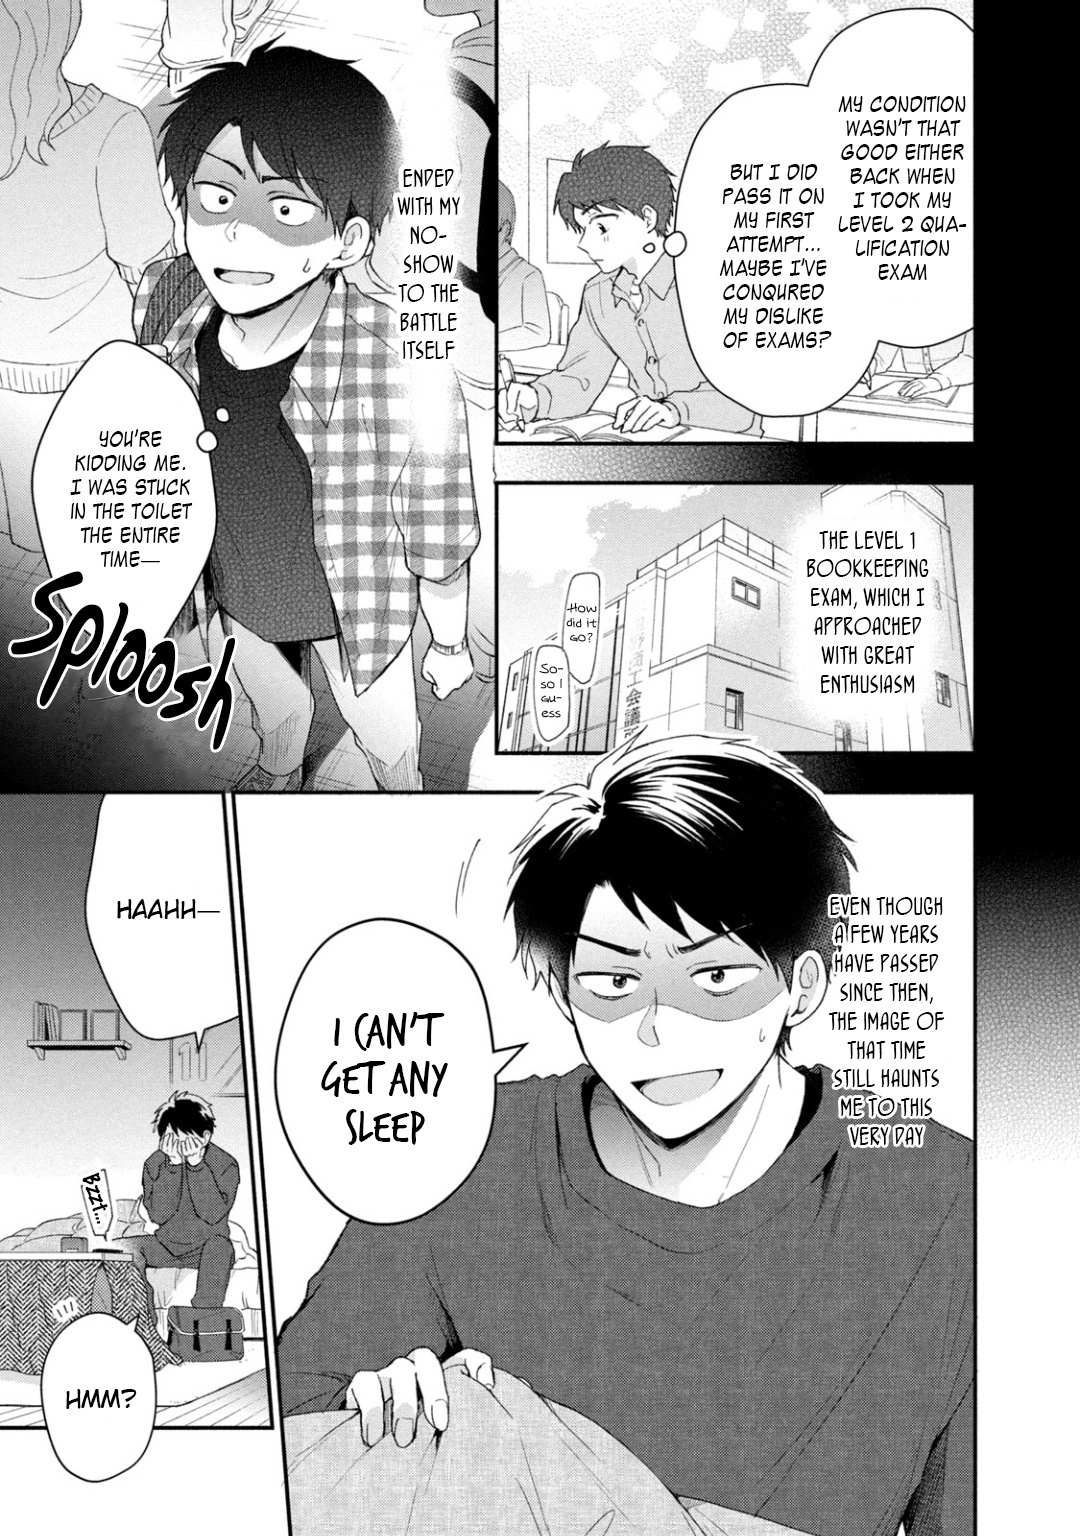 MY CONDITION
WASN'T THAT
GOOD EITHER
BACK WHEN
I TOOK MY
LEVEL 2 QUA-
LIFICATION
EXAM
BUT I DID
PASS IT ON
MY FIRST
ATTEMPT...
MAYBE I'VE
CONQURED
MY DISLIKE
OF EXAMS?
THE LEVEL 1
BOOKKEEPING
EXAM, WHICH I
APPROACHED
WITH GREAT
ENTHUSIASM
How
did it
go?
So-
so I
gu-
ess
工会議
ENDED
WITH MY
NO-
SHOW
TO THE
BATTLE
ITSELF
YOU'RE
KIDDING ME.
I WAS STUCK
IN THE TOILET
THE ENTIRE
TIME—
Sploosh
EVEN THOUGH
A FEW YEARS
HAVE PASSED
SINCE THEN,
THE IMAGE OF
THAT TIME
STILL HAUNTS
ME TO THIS
VERY DAY
I CAN'T
GET ANY
SLEEP
HAAHH—
Bzzt...
HMM?